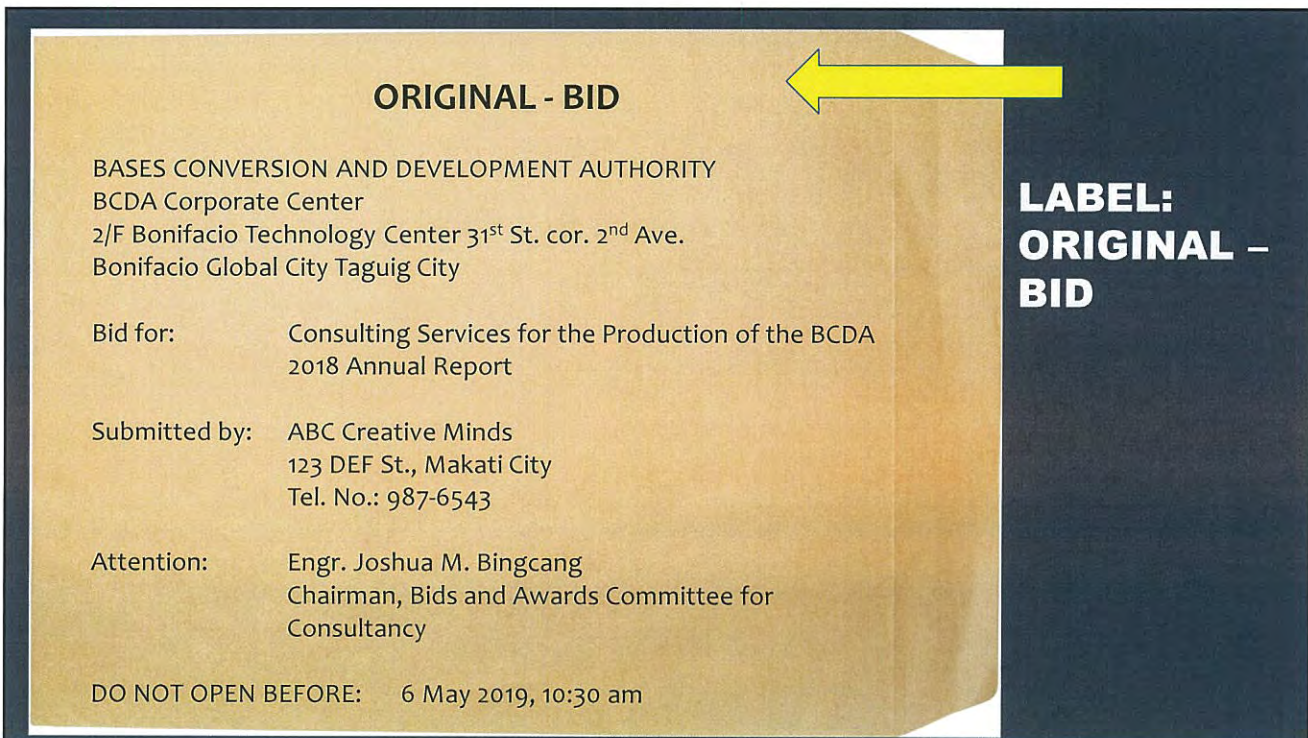 ORIGINAL - BID
BASES CONVERSION AND DEVELOPMENT AUTHORITY
BCDA Corporate Center
2/F Bonifacio Technology Center 31st St. cor. 2nd Ave.
Bonifacio Global City Taguig City
Bid for: Consulting Services for the Production of the BCDA
2018 Annual Report
Submitted by: ABC Creative Minds
123 DEF St., Makati City
Tel. No.: 987-6543
Attention: Engr. Joshua M. Bingcang
Chairman, Bids and Awards Committee for
Consultancy
DO NOT OPEN BEFORE: 6 May 2019, 10:30 am
LABEL:
ORIGINAL –
BID